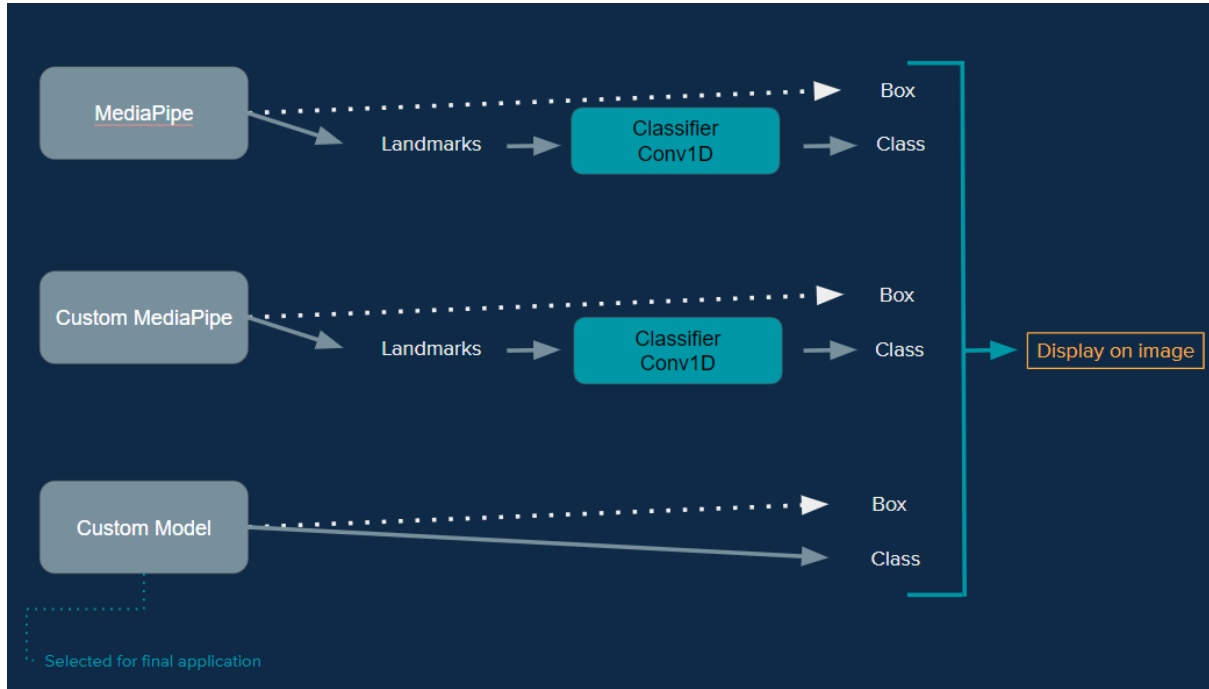 MediaPipe
Box
Landmarks
Classifier
Conv1D
Class
Custom MediaPipe
Box
Landmarks
Classifier
Conv1D
Class
Display on image
Custom Model
Box
Class
Selected for final application